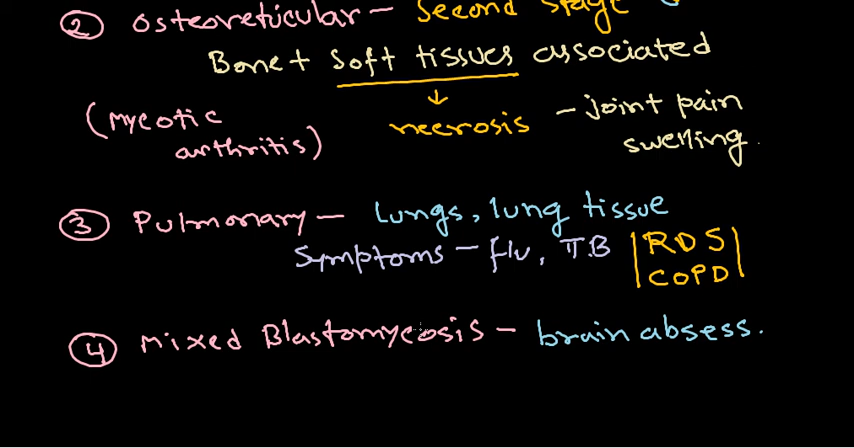 ② Osteoreticular - Second stage
Bone + soft tissues associated
(Mycotic arthritis) necrosis - joint pain swelling.
③ Pulmonary - Lungs, lung tissue
Symptoms - flu, T.B |RDS COPD|
④ Mixed Blastomycosis - brain absess.